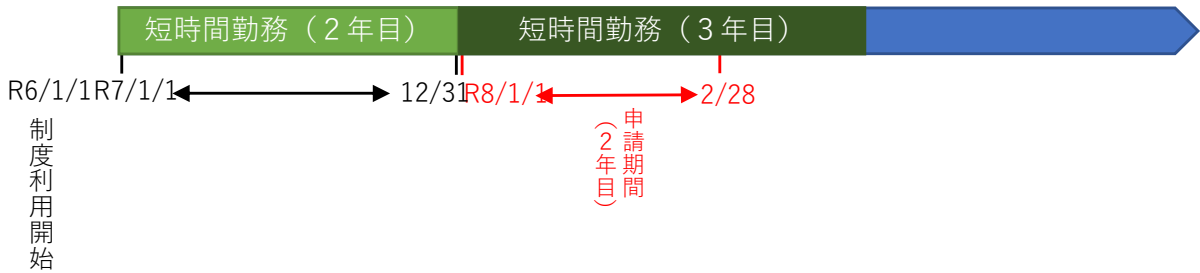 短時間勤務（２年目）
短時間勤務（３年目）
R6/1/1
R7/1/1
12/31
R8/1/1
2/28
制度利用開始
申請期間
（２年目）